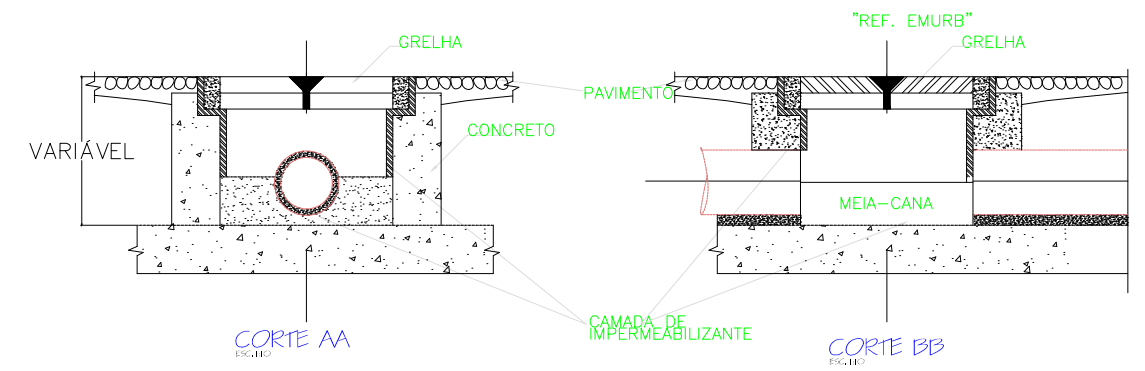 "REF. EMURB"
GRELHA
GRELHA
PAVIMENTO
CONCRETO
VARIÁVEL
MEIA-CANA
CAMADA DE
IMPERMEABILIZANTE
CORTE AA
CORTE BB